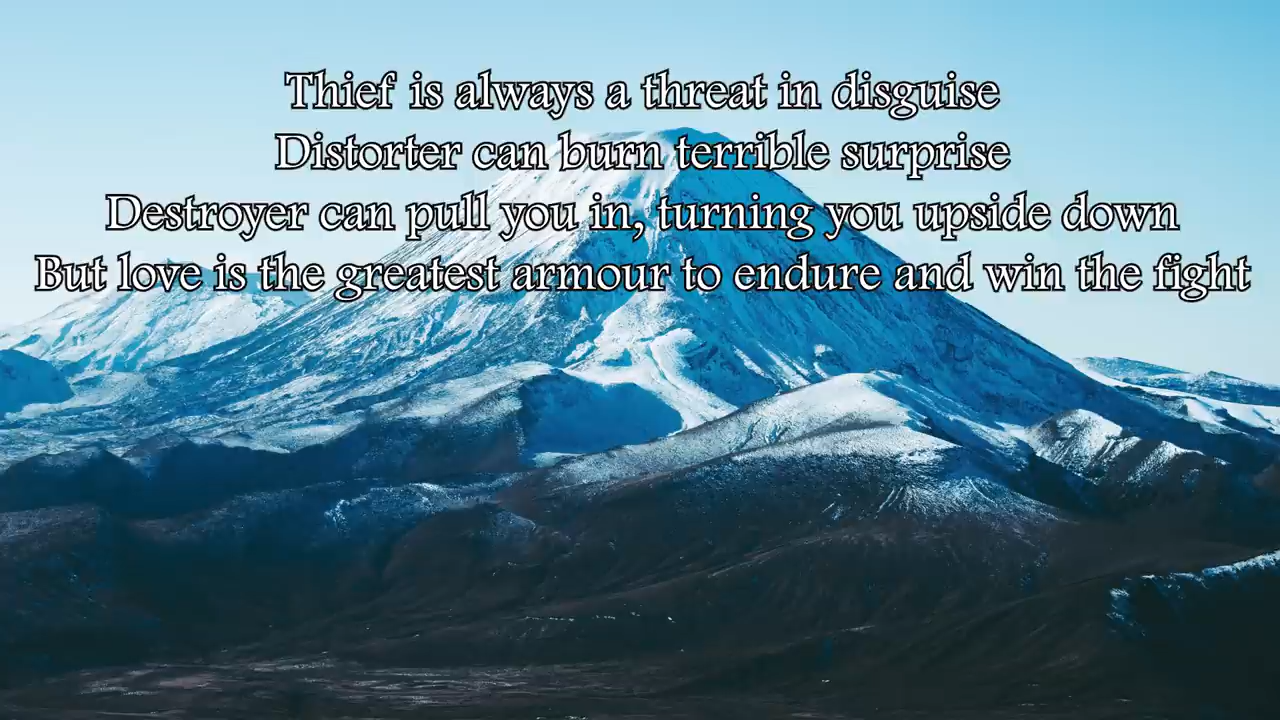 Thief is always a threat in disguise
Distorter can burn terrible surprise
Destroyer can pull you in, turning you upside down
But love is the greatest armour to endure and win the fight